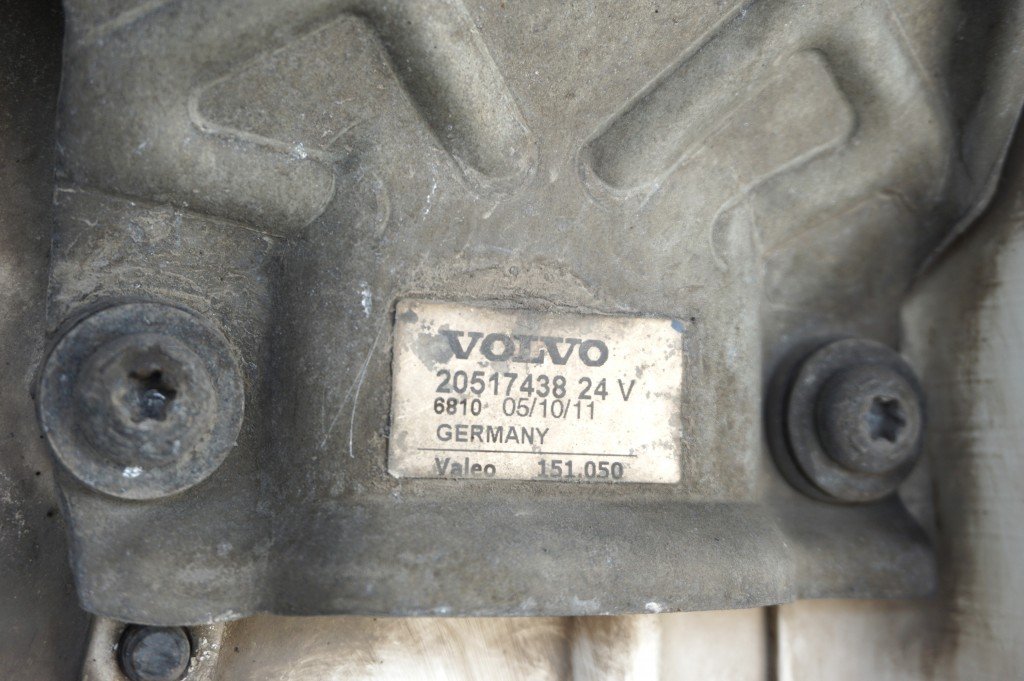 VOLVO
20517438 24 V
6810 05/10/11
GERMANY
Valeo 151.050